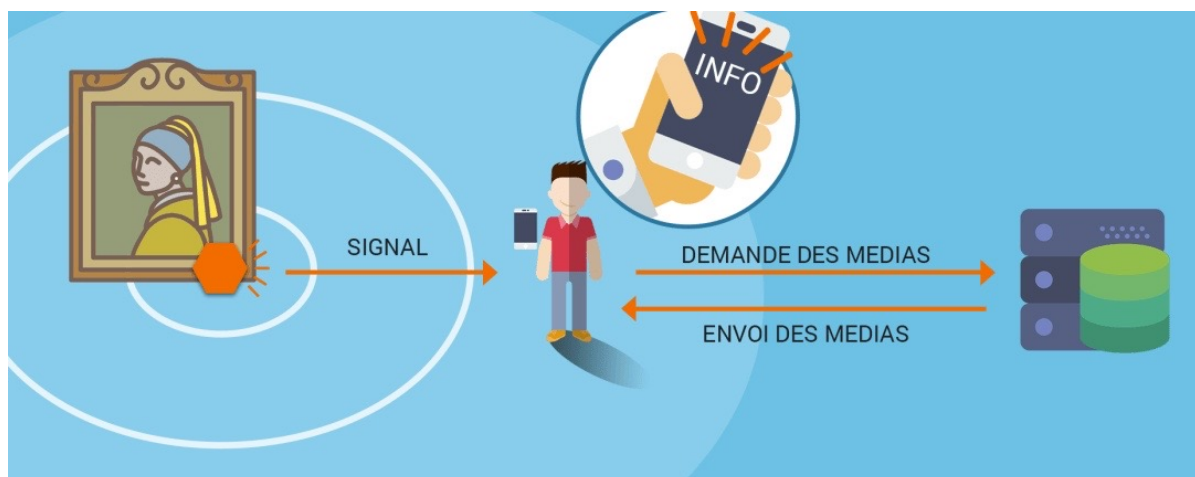 INFO
SIGNAL
DEMANDE DES MEDIAS
ENVOI DES MEDIAS